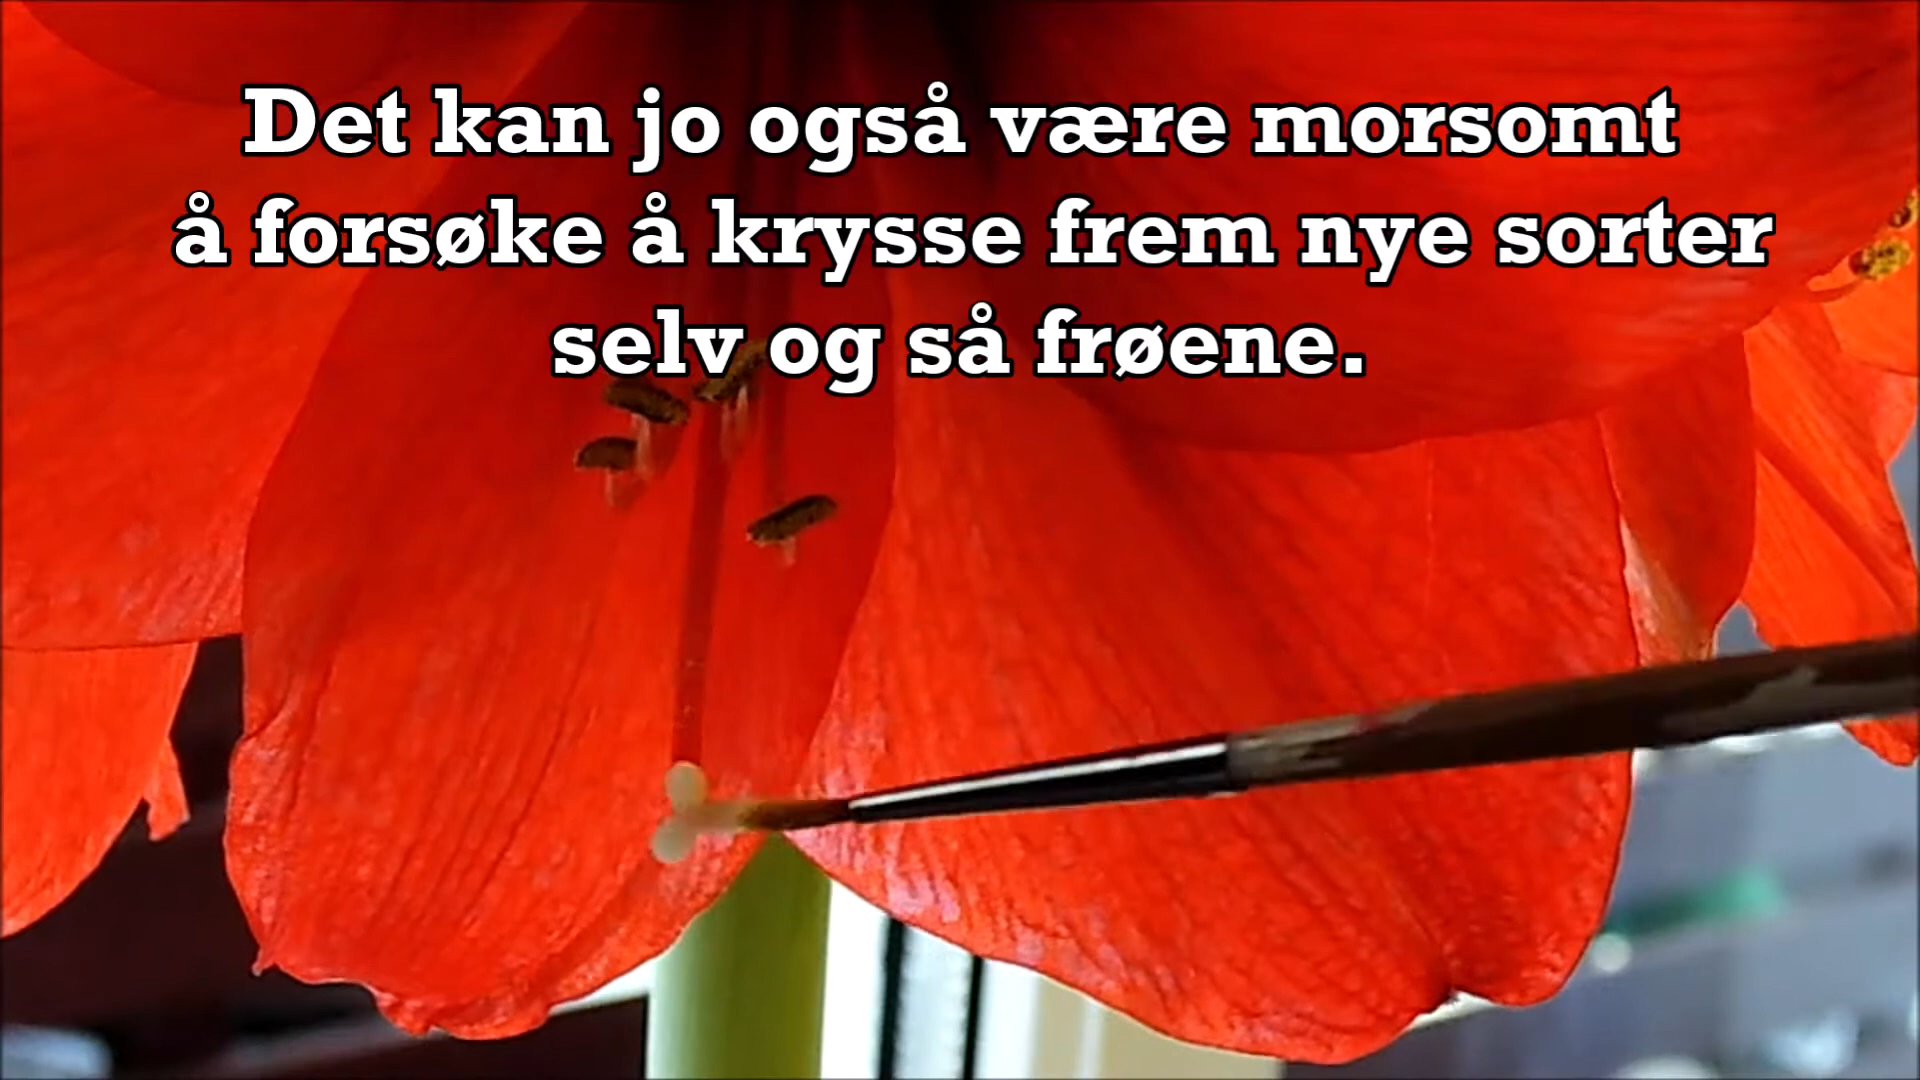 Det kan jo også være morsomt
å forsøke å krysse frem nye sorter
selv og så frøene.